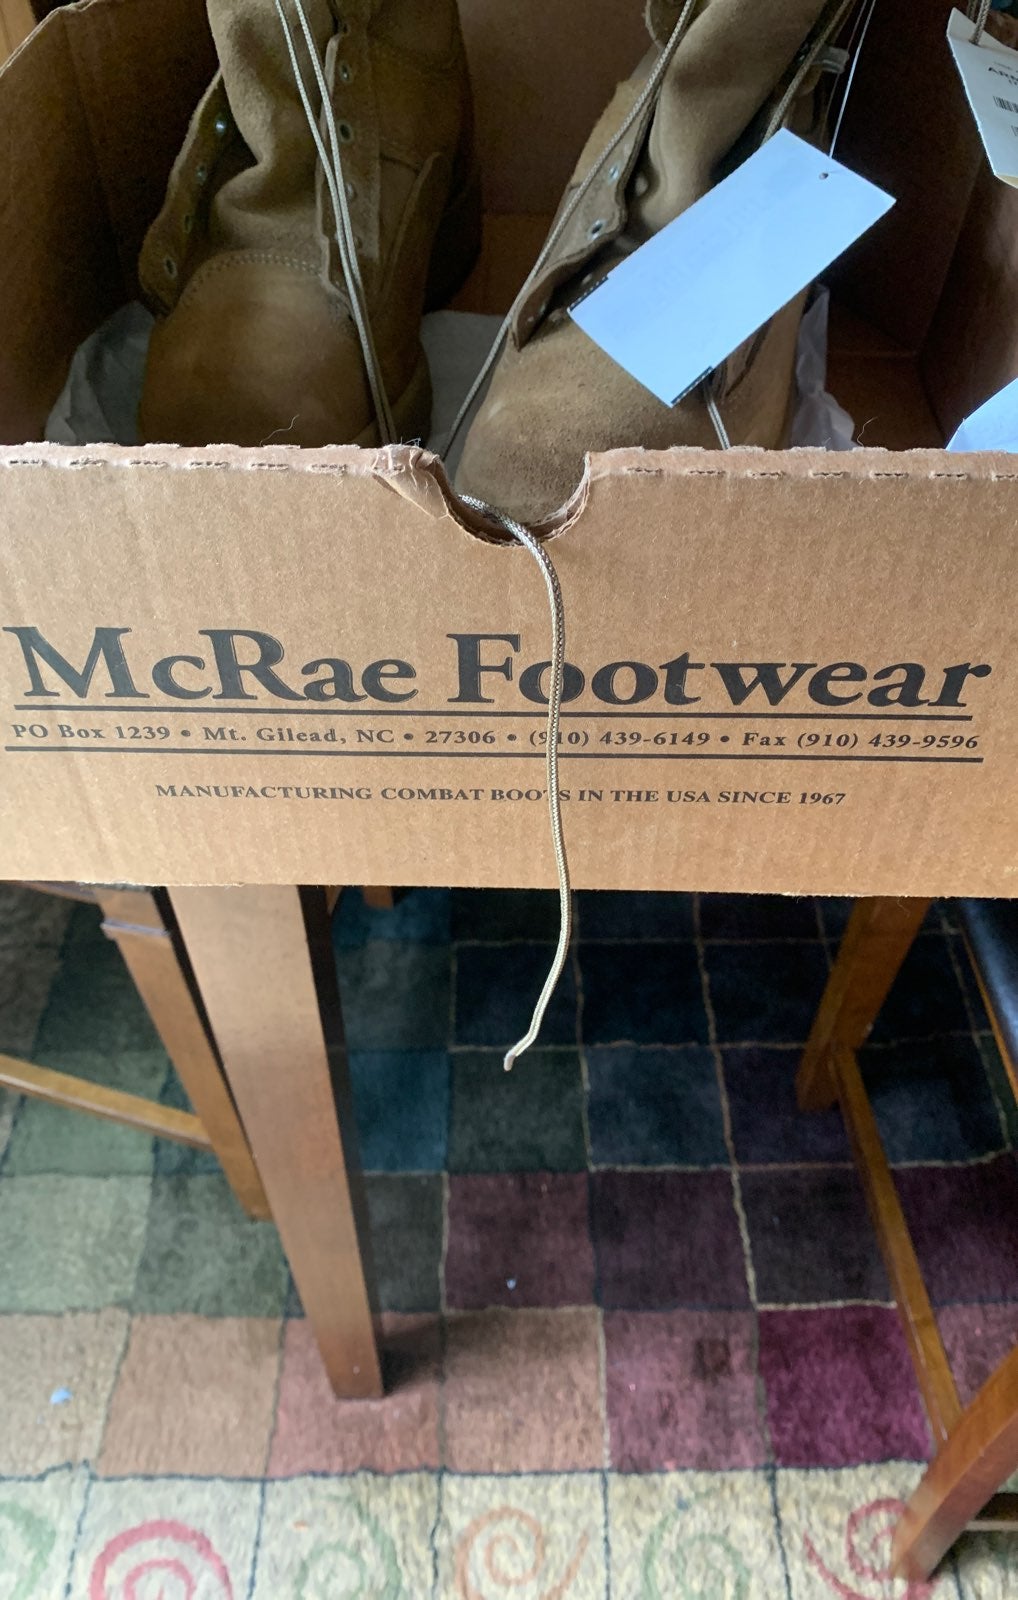 ARM
McRae Footwear
PO Box 1239 • Mt. Gilead, NC • 27306 • (910) 439-6149 • Fax (910) 439-9596
MANUFACTURING COMBAT BOOTS IN THE USA SINCE 1967